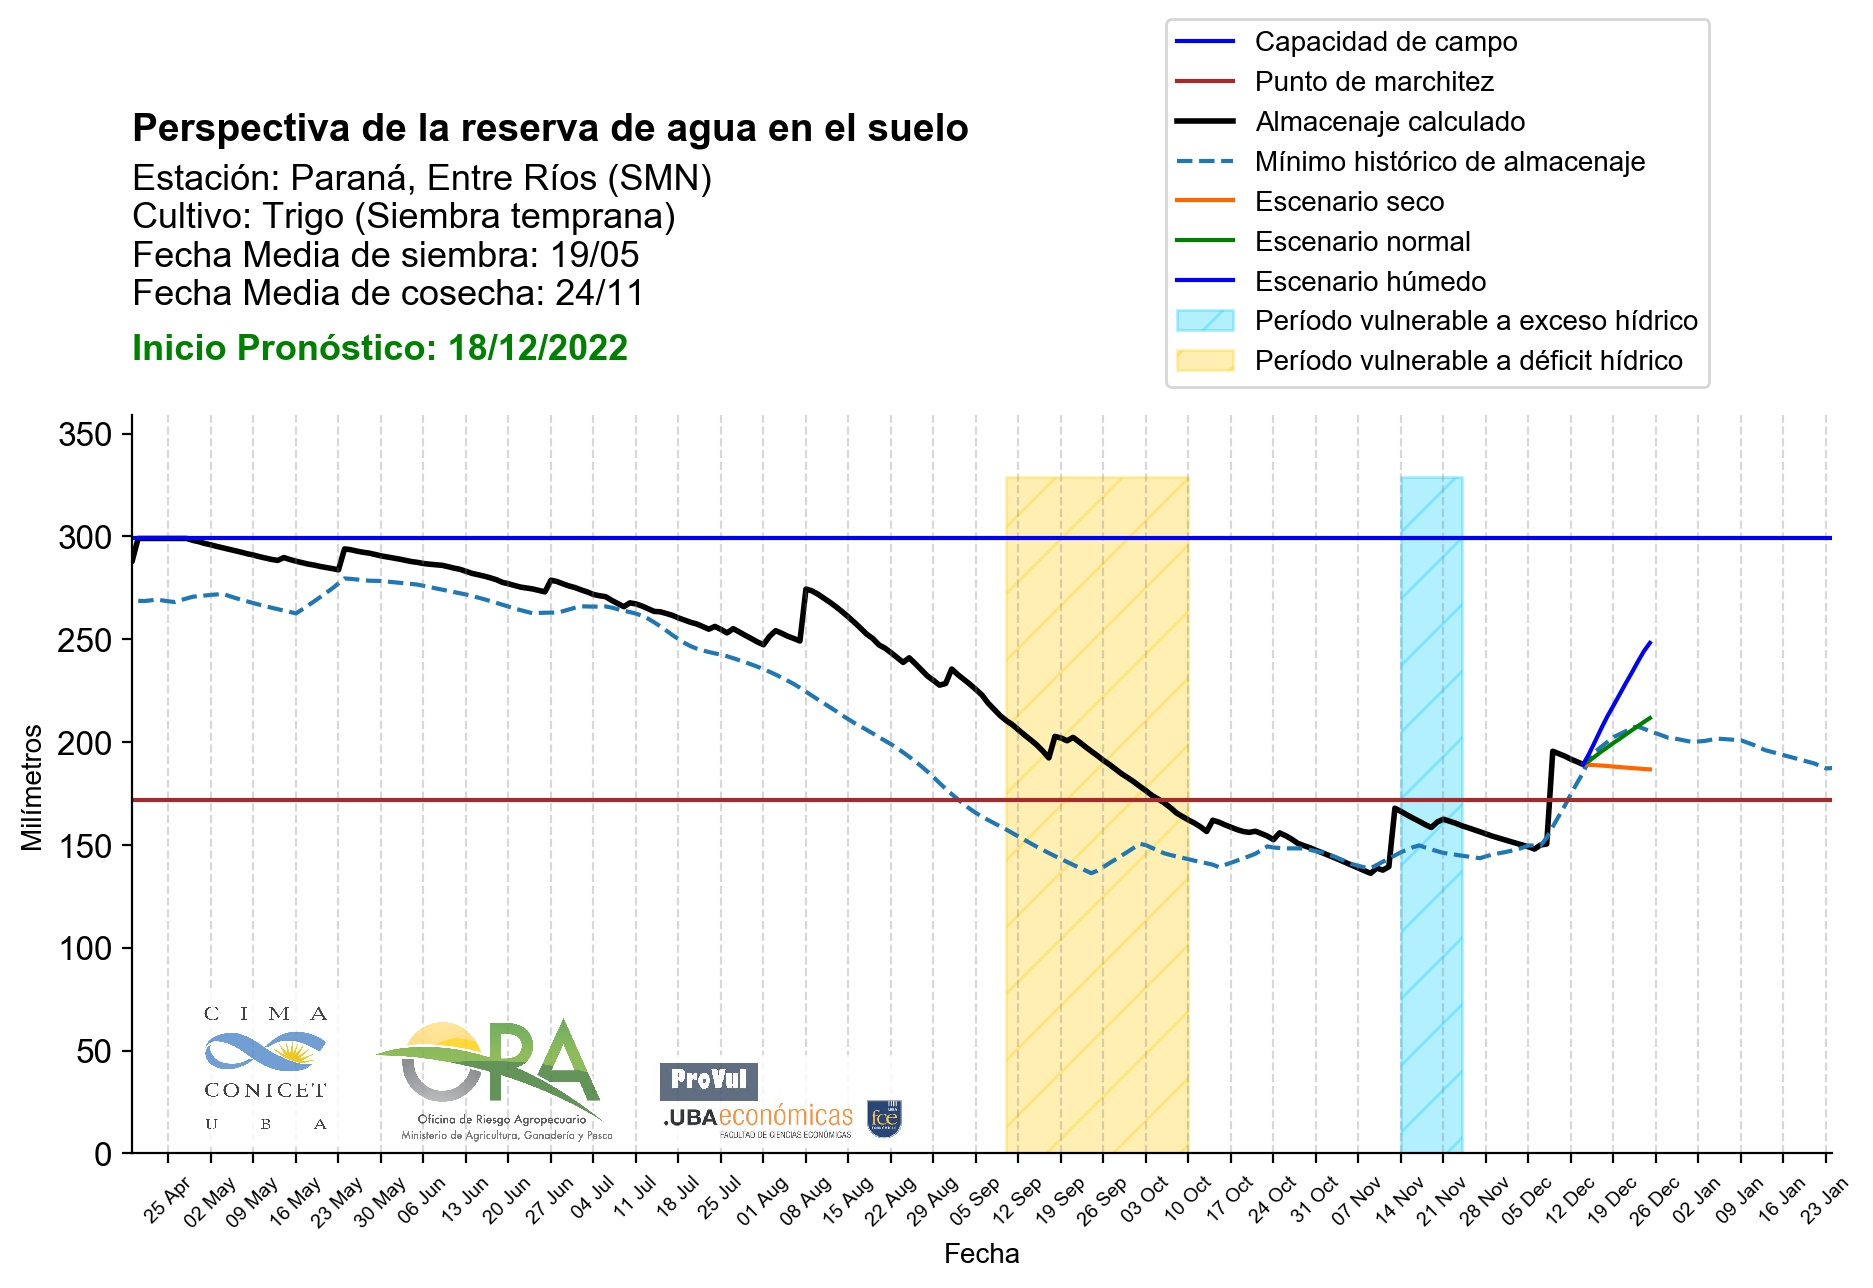 Capacidad de campo
Punto de marchitez
Almacenaje calculado
Mínimo histórico de almacenaje
Escenario seco
Escenario normal
Escenario húmedo
Período vulnerable a exceso hídrico
Período vulnerable a déficit hídrico
Perspectiva de la reserva de agua en el suelo
Estación: Paraná, Entre Ríos (SMN)
Cultivo: Trigo (Siembra temprana)
Fecha Media de siembra: 19/05
Fecha Media de cosecha: 24/11
Inicio Pronóstico: 18/12/2022
350
300
250
200
150
100
50
0
Milímetros
CIMA
CONICET
UBA
ORA
Oficina de Riesgo Agropecuario
Ministerio de Agricultura, Ganadería y Pesca
ProVul
.UBAeconómicas
FACULTAD DE CIENCIAS ECONÓMICAS
fce
25 Apr
02 May
09 May
16 May
23 May
30 May
06 Jun
13 Jun
20 Jun
27 Jun
04 Jul
11 Jul
18 Jul
25 Jul
01 Aug
08 Aug
15 Aug
22 Aug
29 Aug
05 Sep
12 Sep
19 Sep
26 Sep
03 Oct
10 Oct
17 Oct
24 Oct
31 Oct
07 Nov
14 Nov
21 Nov
28 Nov
05 Dec
12 Dec
19 Dec
26 Dec
02 Jan
09 Jan
16 Jan
23 Jan
Fecha